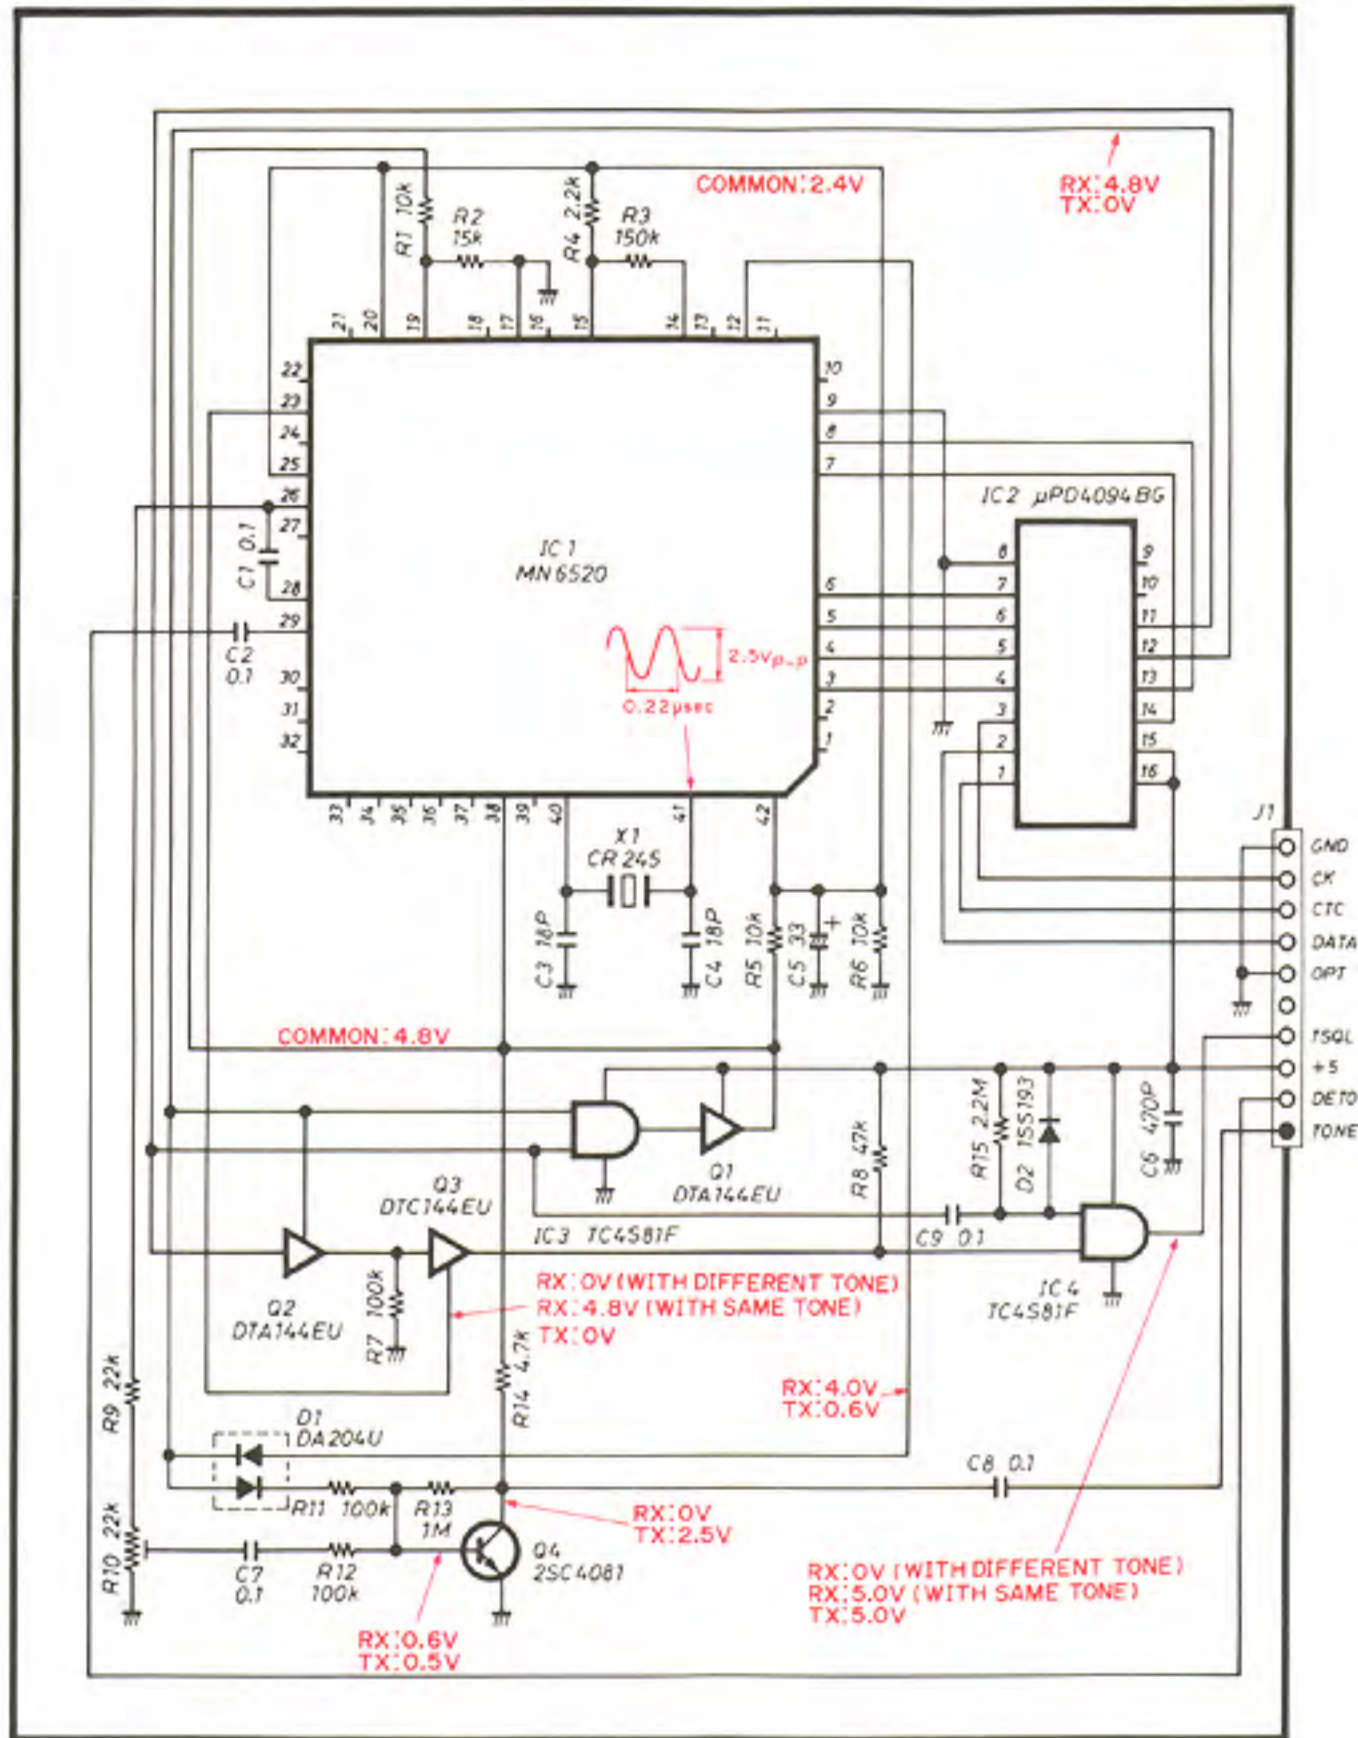 COMMON:2.4V
RX:4.8V
TX:0V
R1 10k
R2
15k
R4 2.2k
R3
150k
21
20
19
18
17
16
15
14
13
12
11
22
23
24
25
26
27
28
29
30
31
32
10
9
8
7
6
5
4
3
2
1
IC1
MN6520
2.5Vp-p
0.22µsec
C1 0.1
C2
0.1
IC2 µPD4094BG
8
7
6
5
4
3
2
1
9
10
11
12
13
14
15
16
33
34
35
36
37
38
39
40
41
42
X1
CR245
C3 18P
C4 18P
R5 10k
C5 33
+
R6 10k
J1
GND
CK
CTC
DATA
OPT
TSQL
+5
DETO
TONE
COMMON:4.8V
Q1
DTA144EU
R8 47k
R15 2.2M
D2 1SS193
C6 470P
Q3
DTC144EU
IC3 TC4S81F
C9 0.1
IC4
TC4S81F
Q2
DTA144EU
R7 100k
RX:0V (WITH DIFFERENT TONE)
RX:4.8V (WITH SAME TONE)
TX:0V
R14 4.7k
R9 22k
RX:4.0V
TX:0.6V
D1
DA204U
R11 100k
R13
1M
C8 0.1
RX:0V
TX:2.5V
R10 22k
C7
0.1
R12
100k
Q4
2SC4081
RX:0V (WITH DIFFERENT TONE)
RX:5.0V (WITH SAME TONE)
TX:5.0V
RX:0.6V
TX:0.5V